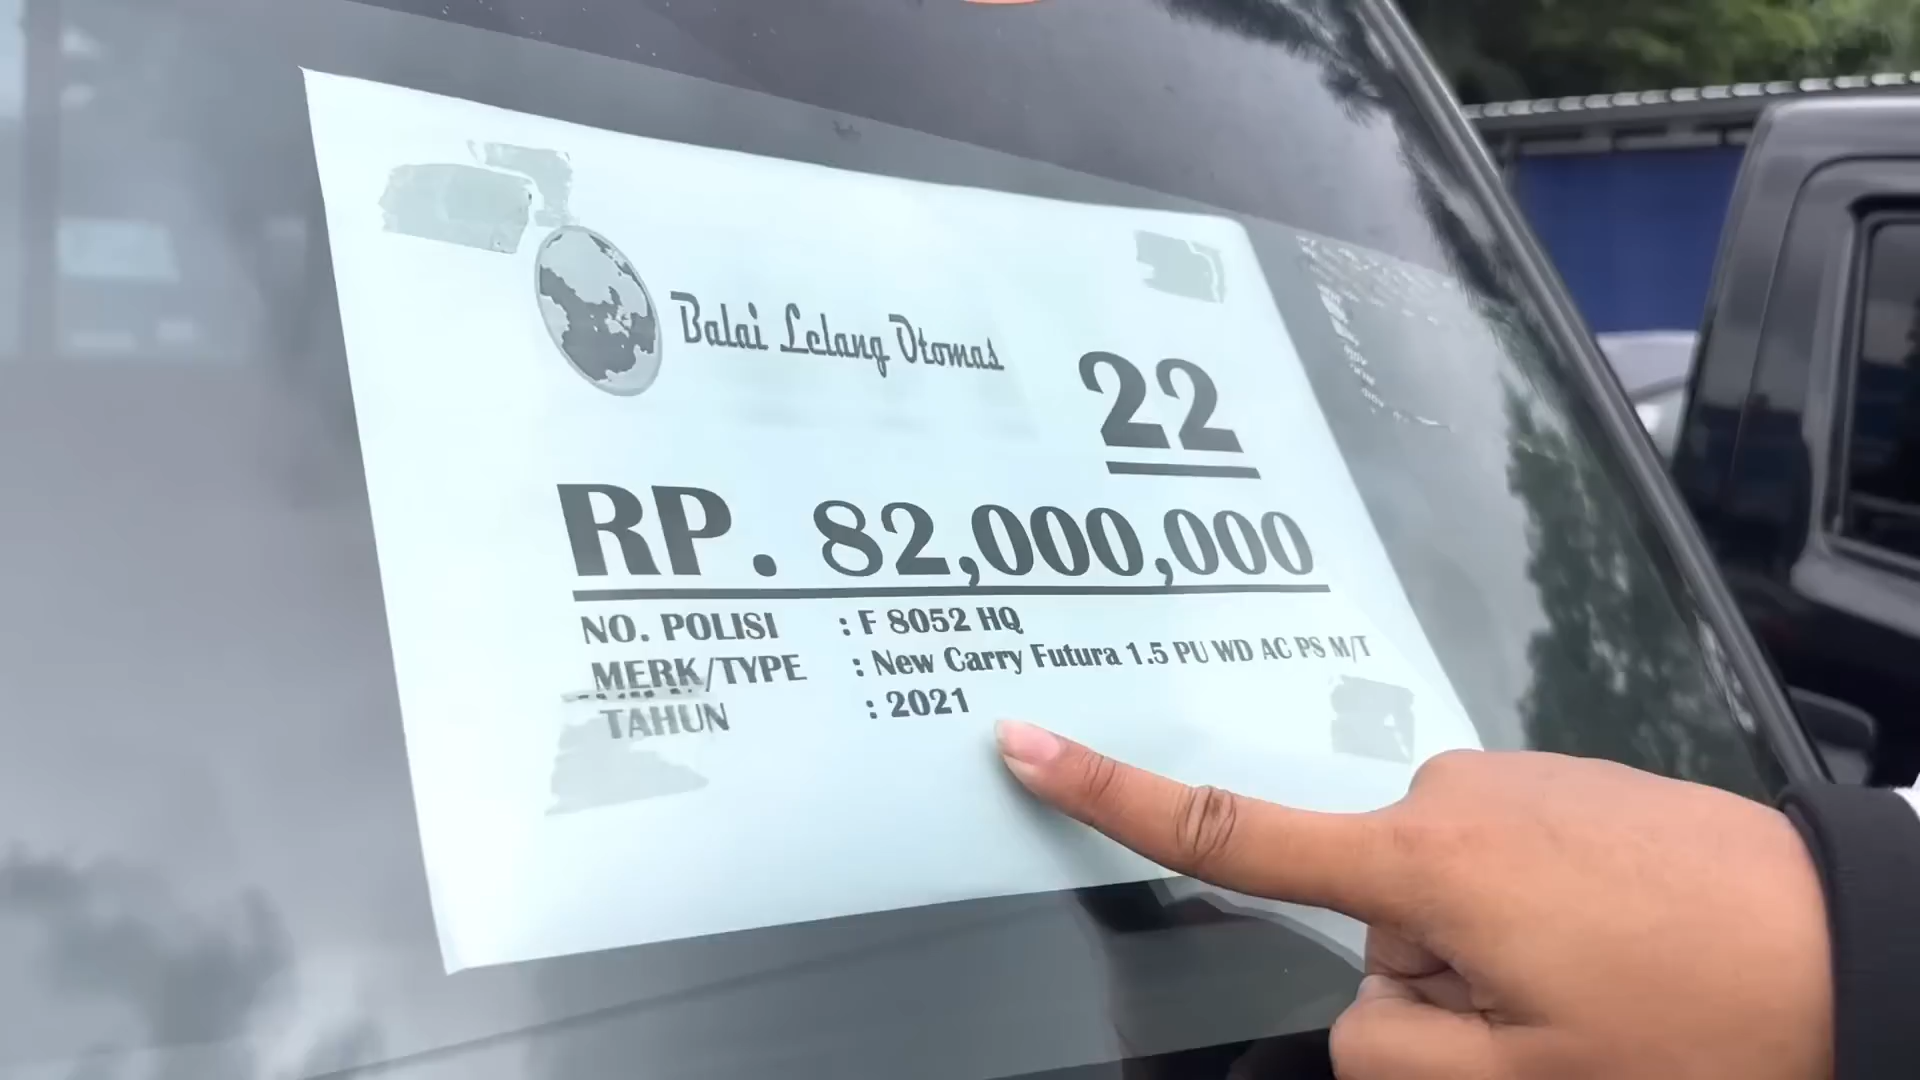 Balai Lelang Otomas
22
RP. 82,000,000
NO. POLISI : F 8052 HQ
MERK/TYPE : New Carry Futura 1.5 PU WD AC PS M/T
TAHUN : 2021